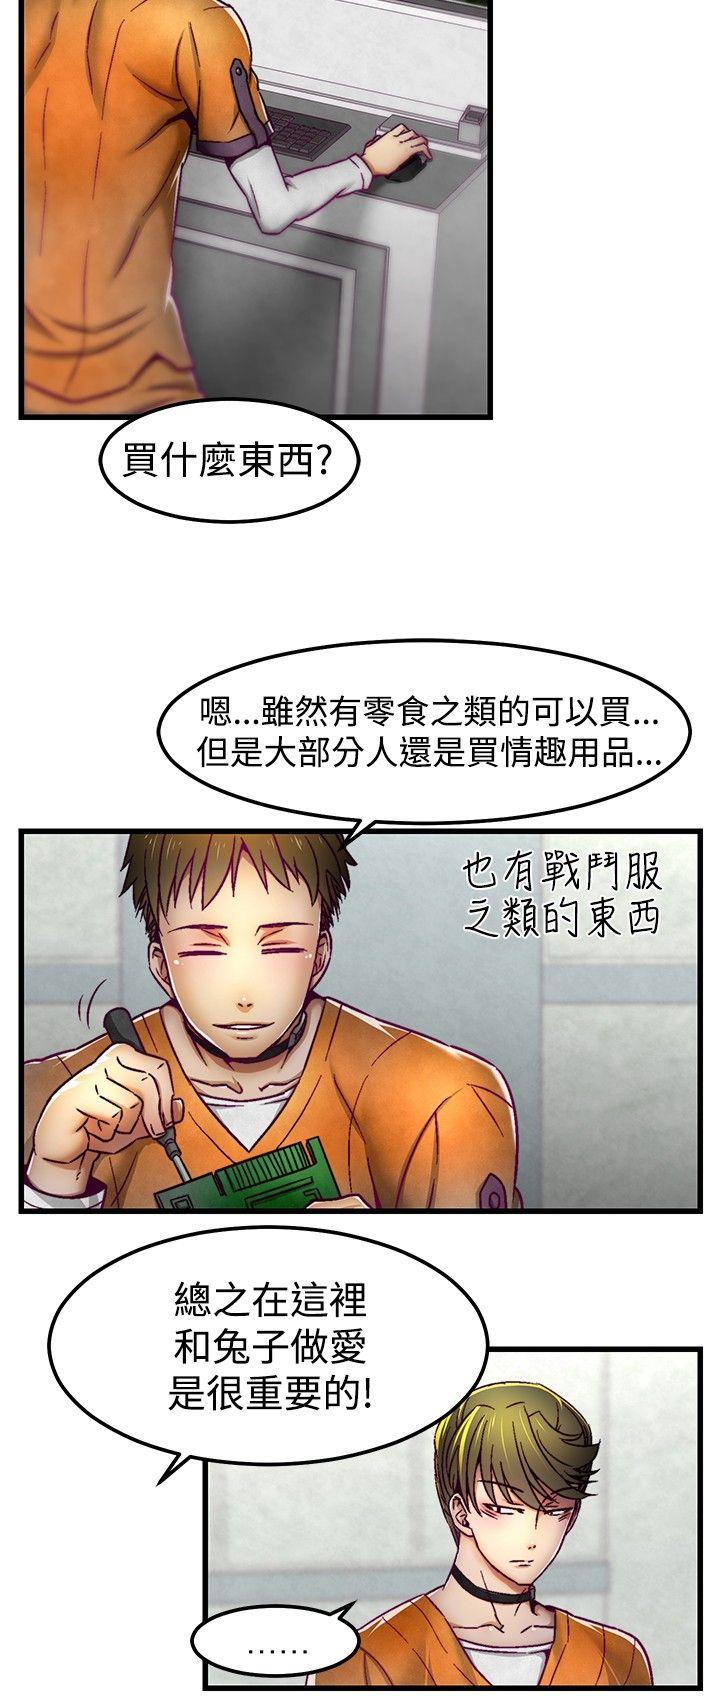 買什麼東西?
嗯...雖然有零食之類的可以買...
但是大部分人還是買情趣用品...
也有戰鬥服
之類的東西
總之在這裡
和兔子做愛
是很重要的!
……